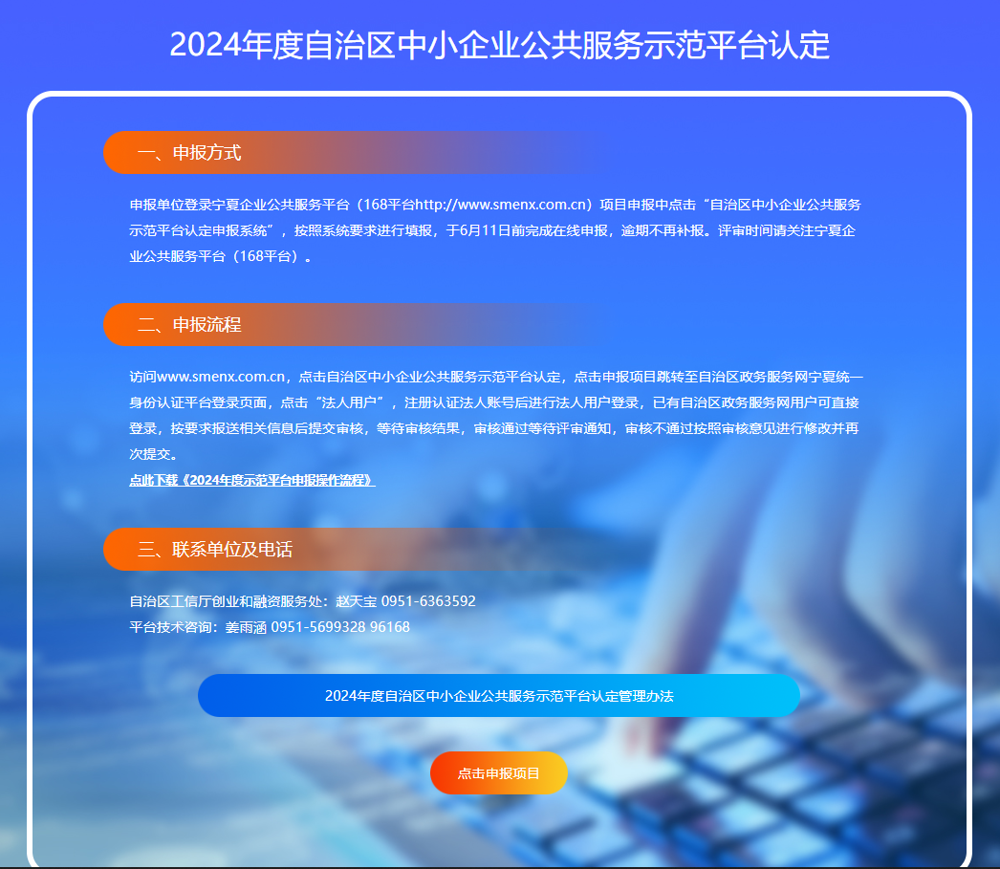 2024年度自治区中小企业公共服务示范平台认定
一、申报方式
申报单位登录宁夏企业公共服务平台（168平台http://www.smenx.com.cn）项目申报中点击“自治区中小企业公共服务
示范平台认定申报系统”，按照系统要求进行填报，于6月11日前完成在线申报，逾期不再补报。评审时间请关注宁夏企
业公共服务平台（168平台）。
二、申报流程
访问www.smenx.com.cn，点击自治区中小企业公共服务示范平台认定，点击申报项目跳转至自治区政务服务网宁夏统一
身份认证平台登录页面，点击“法人用户”，注册认证法人账号后进行法人用户登录，已有自治区政务服务网用户可直接
登录，按要求报送相关信息后提交审核，等待审核结果，审核通过等待评审通知，审核不通过按照审核意见进行修改并再
次提交。
点此下载《2024年度示范平台申报操作流程》
三、联系单位及电话
自治区工信厅创业和融资服务处：赵天宝 0951-6363592
平台技术咨询：姜雨涵 0951-5699328 96168
2024年度自治区中小企业公共服务示范平台认定管理办法
点击申报项目